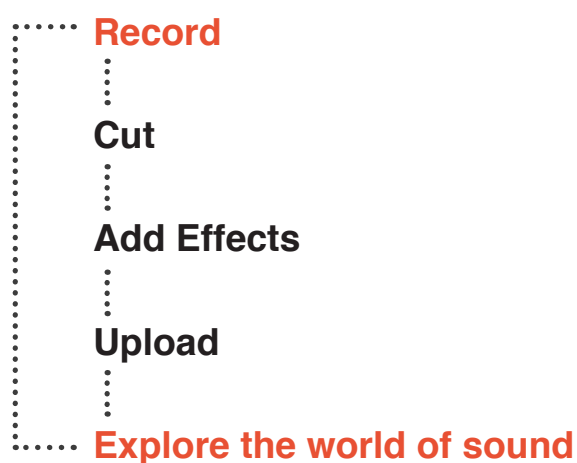 Record
Cut
Add Effects
Upload
Explore the world of sound